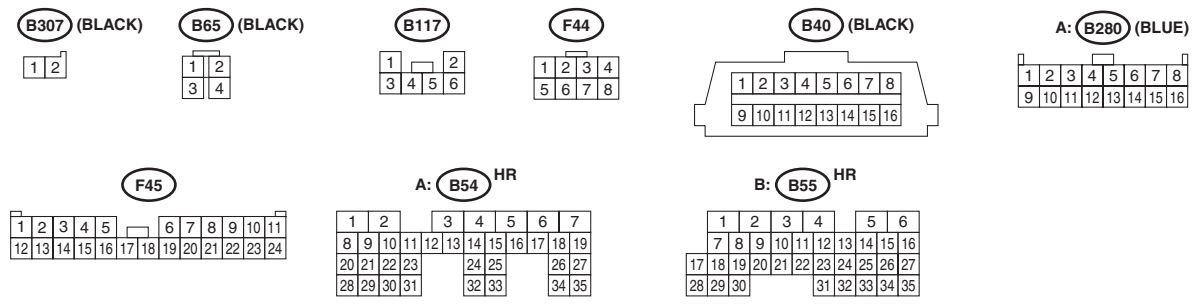 B307 (BLACK)
1 2
B65 (BLACK)
1 2
3 4
B117
1 2
3 4 5 6
F44
1 2 3 4
5 6 7 8
B40 (BLACK)
1 2 3 4 5 6 7 8
9 10 11 12 13 14 15 16
A: B280 (BLUE)
1 2 3 4 5 6 7 8
9 10 11 12 13 14 15 16
F45
1 2 3 4 5 6 7 8 9 10 11
12 13 14 15 16 17 18 19 20 21 22 23 24
A: B54 HR
1 2 3 4 5 6 7
8 9 10 11 12 13 14 15 16 17 18 19
20 21 22 23 24 25 26 27
28 29 30 31 32 33 34 35
B: B55 HR
1 2 3 4 5 6
7 8 9 10 11 12 13 14 15 16
17 18 19 20 21 22 23 24 25 26 27
28 29 30 31 32 33 34 35